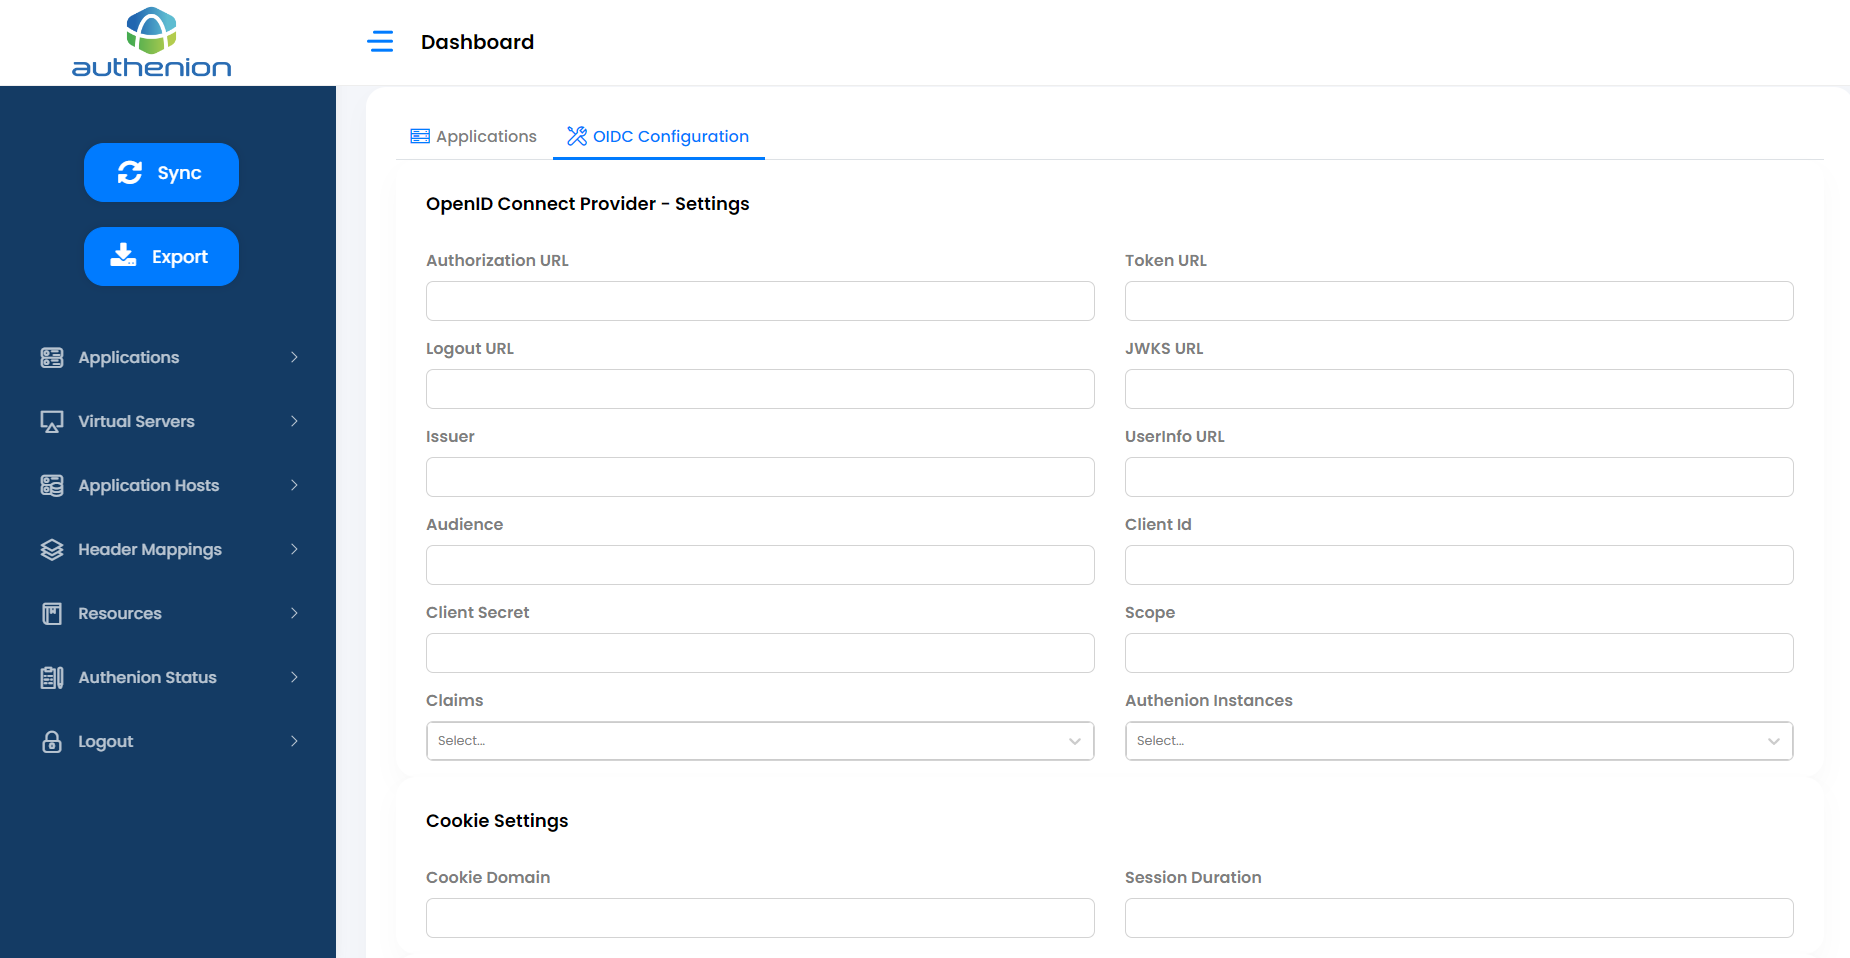 authenion
Dashboard
Sync
Export
Applications
Virtual Servers
Application Hosts
Header Mappings
Resources
Authenion Status
Logout
Applications
OIDC Configuration
OpenID Connect Provider - Settings
Authorization URL
Token URL
Logout URL
JWKS URL
Issuer
UserInfo URL
Audience
Client Id
Client Secret
Scope
Claims
Authenion Instances
Select...
Select...
Cookie Settings
Cookie Domain
Session Duration